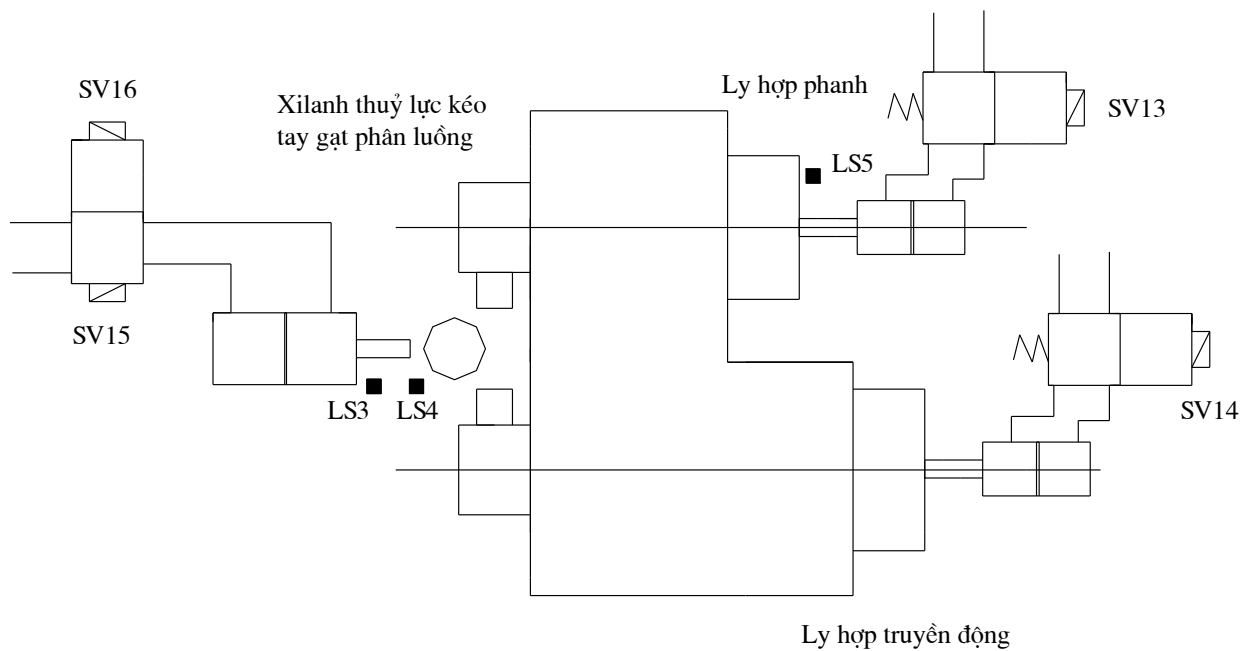 SV16
Xilanh thuỷ lực kéo
tay gạt phân luồng
Ly hợp phanh
SV13
LS5
SV15
LS3
LS4
SV14
Ly hợp truyền động